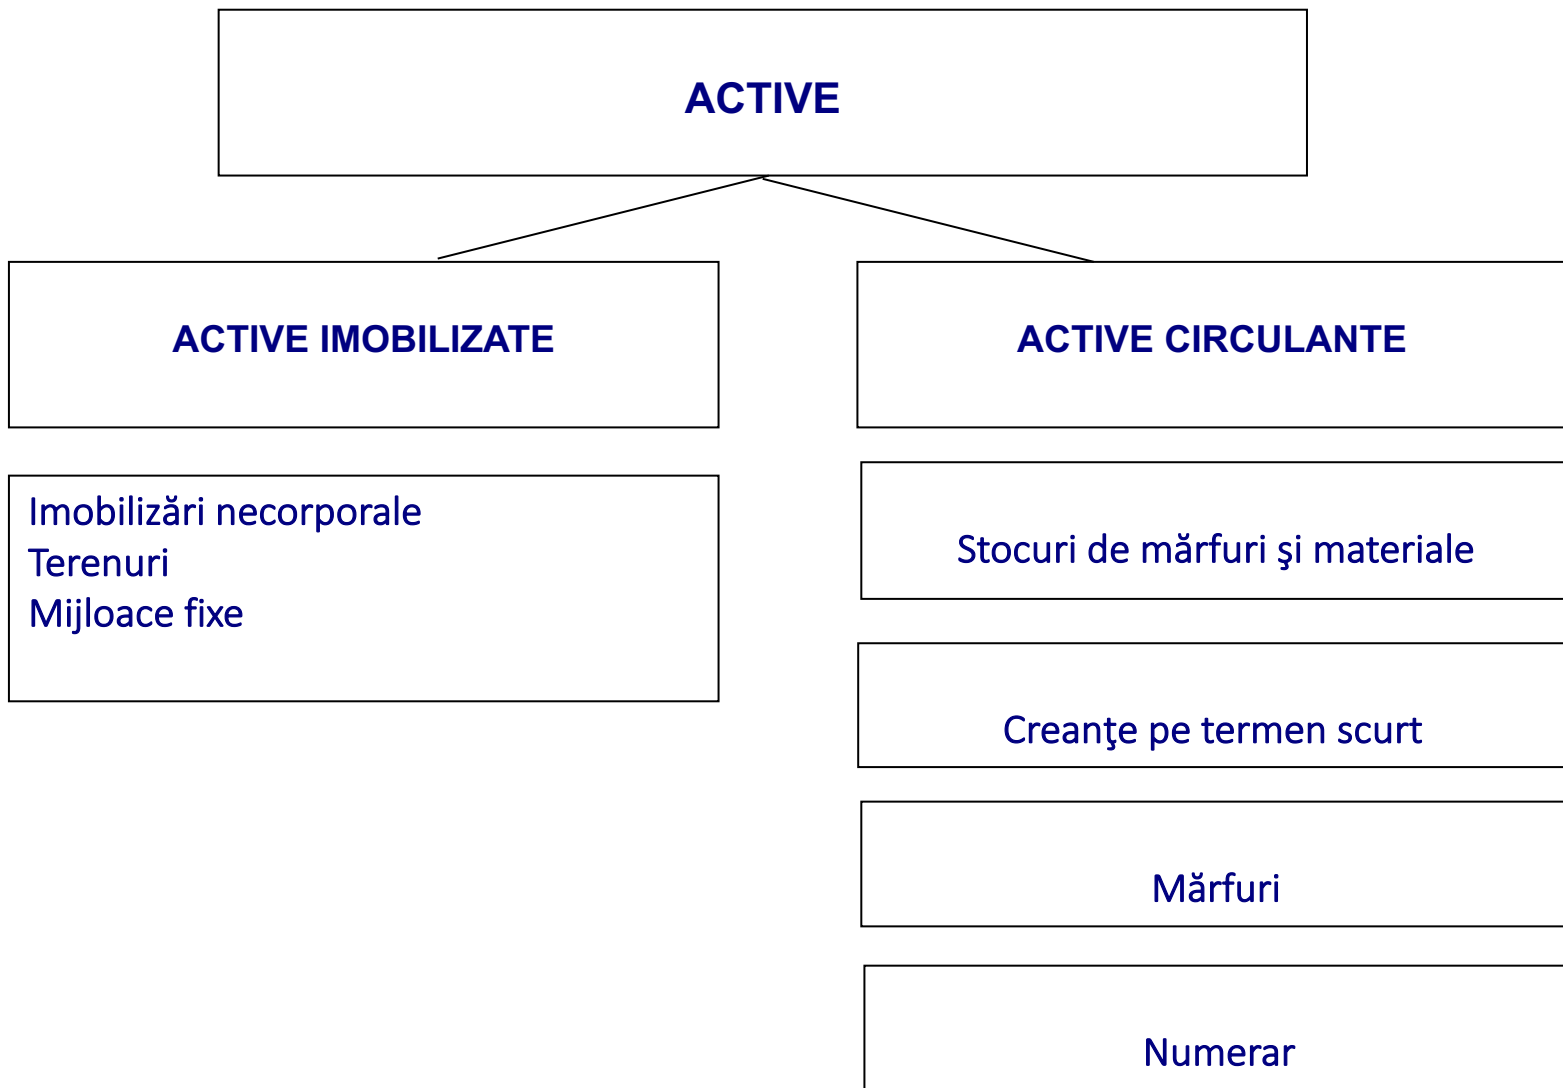 ACTIVE
ACTIVE IMOBILIZATE
ACTIVE CIRCULANTE
Imobilizări necorporale
Terenuri
Mijloace fixe
Stocuri de mărfuri şi materiale
Creanţe pe termen scurt
Mărfuri
Numerar